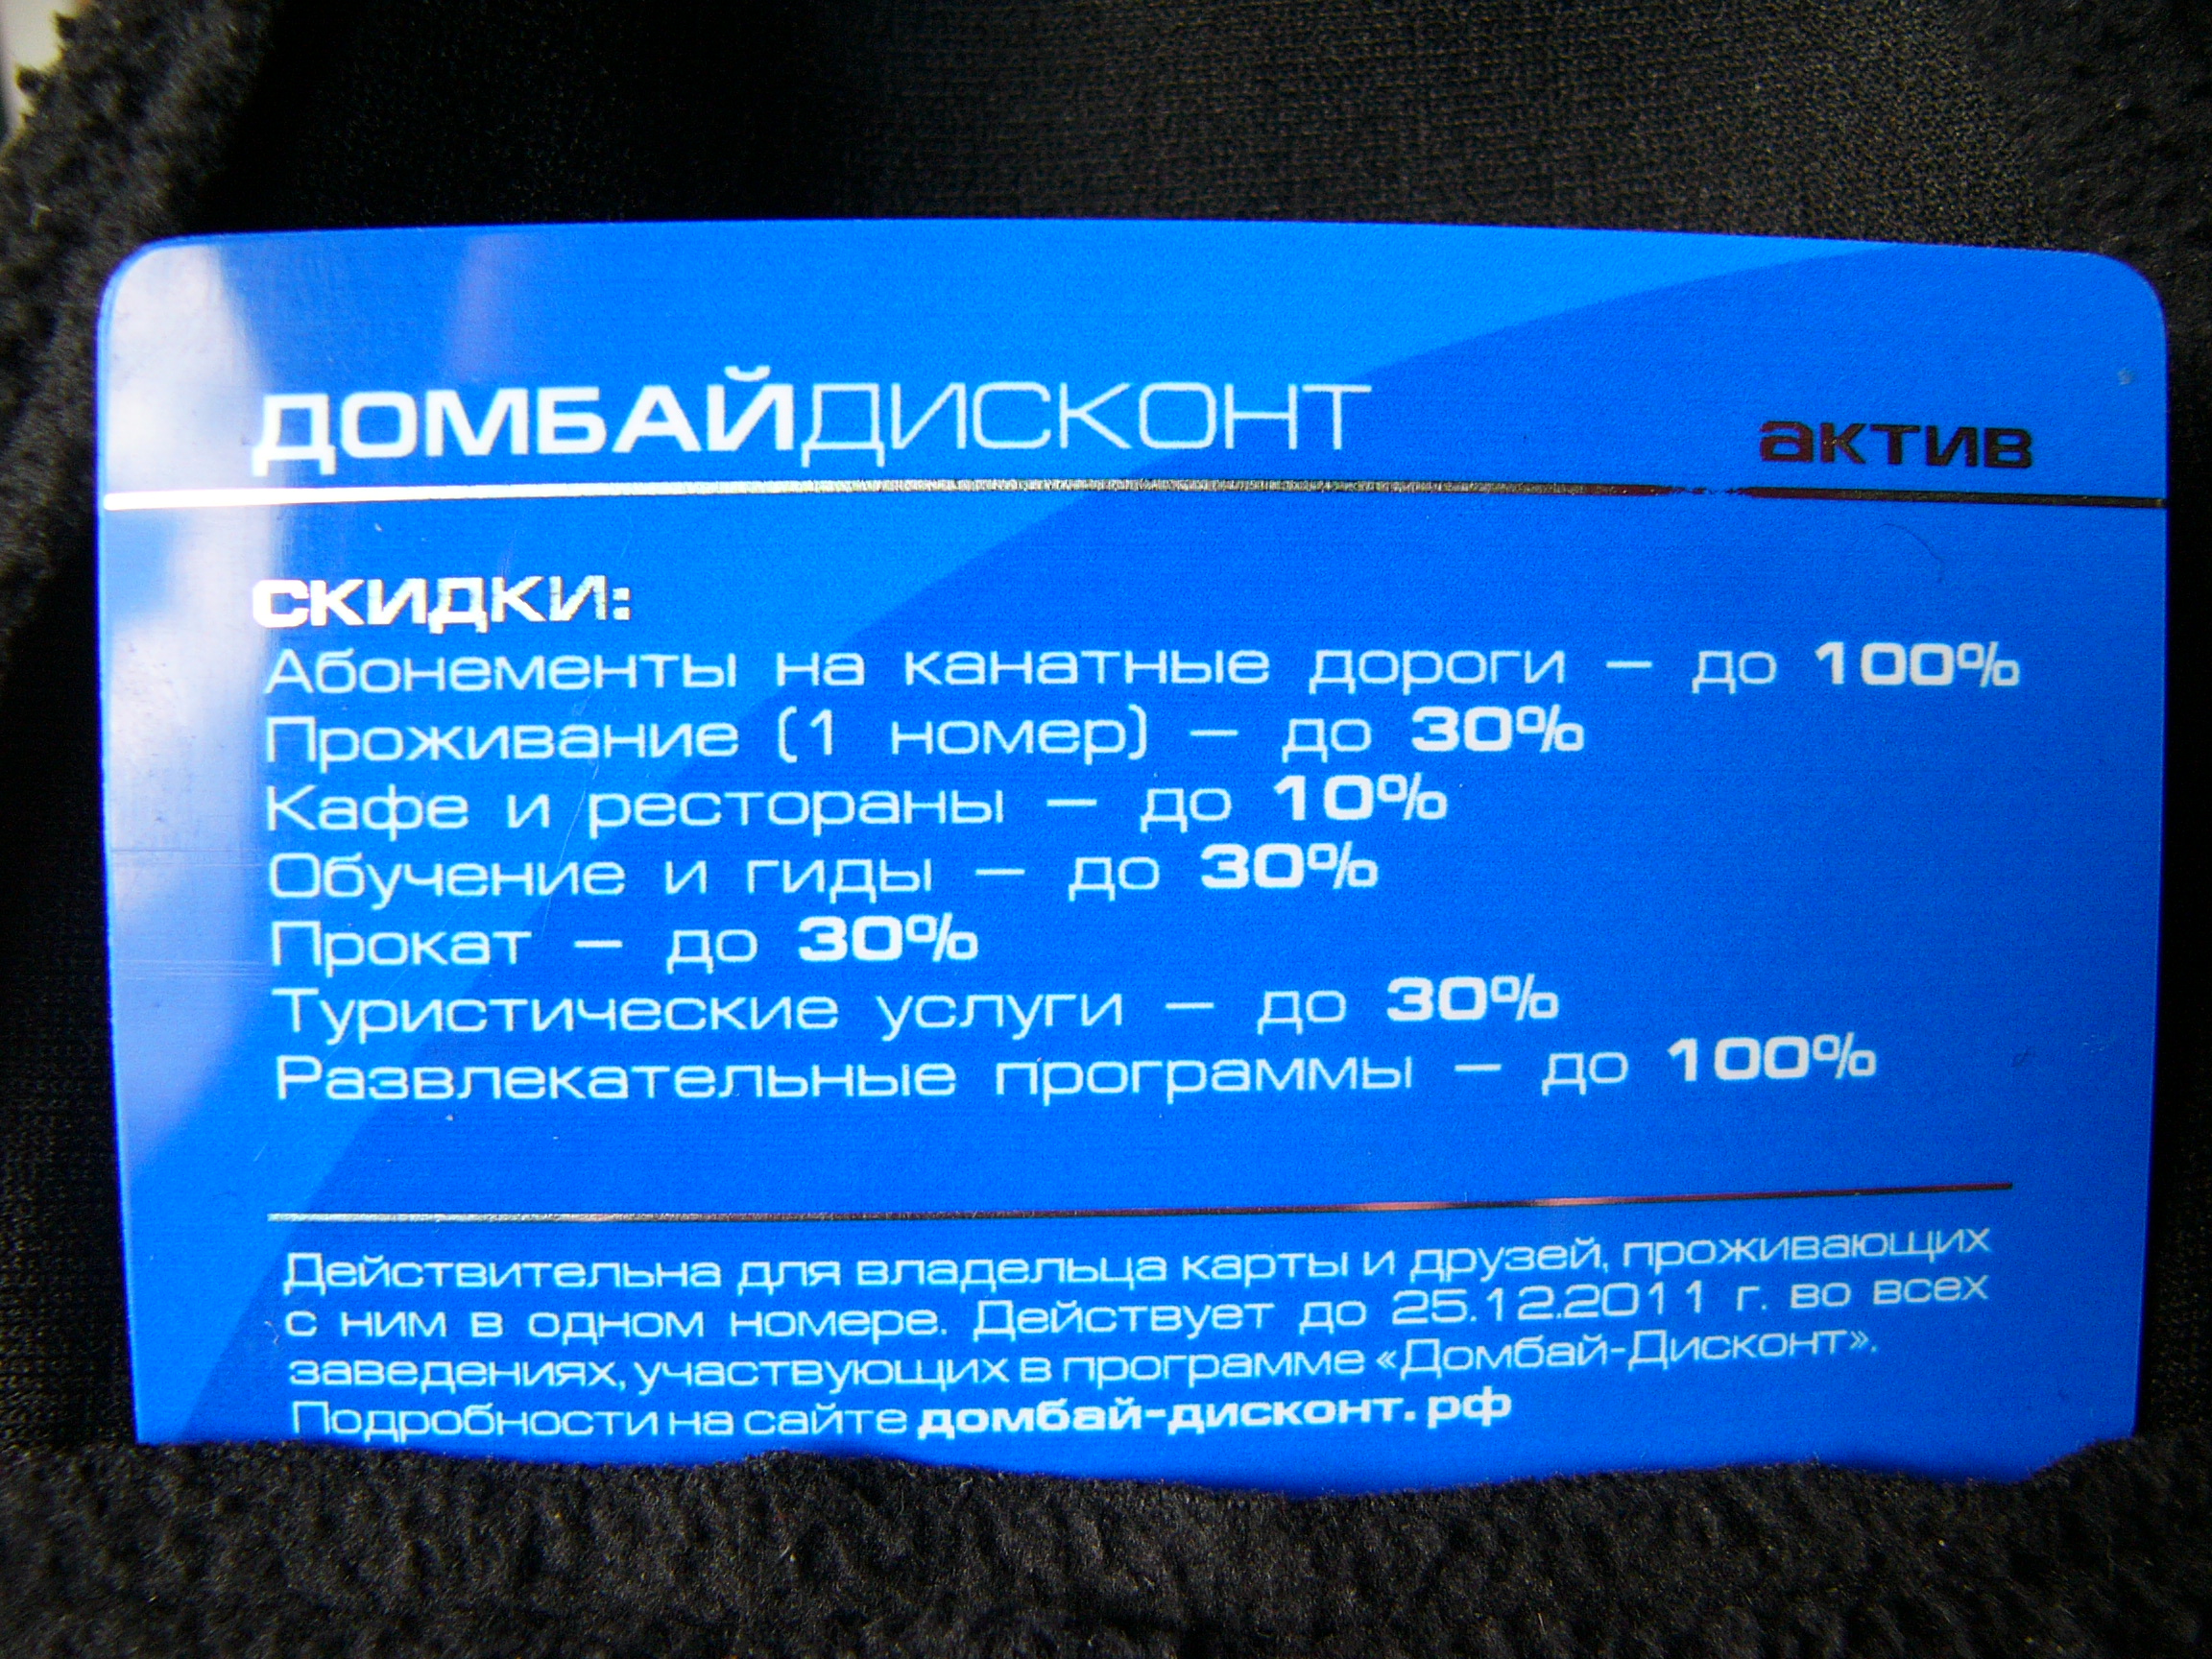 ДОМБАЙДИСКОНТ
актив
СКИДКИ:
Абонементы на канатные дороги – до 100%
Проживание (1 номер) – до 30%
Кафе и рестораны – до 10%
Обучение и гиды – до 30%
Прокат – до 30%
Туристические услуги – до 30%
Развлекательные программы – до 100%
Действительна для владельца карты и друзей, проживающих
с ним в одном номере. Действует до 25.12.2011 г. во всех
заведениях, участвующих в программе «Домбай-Дисконт».
Подробности на сайте домбай-дисконт.рф